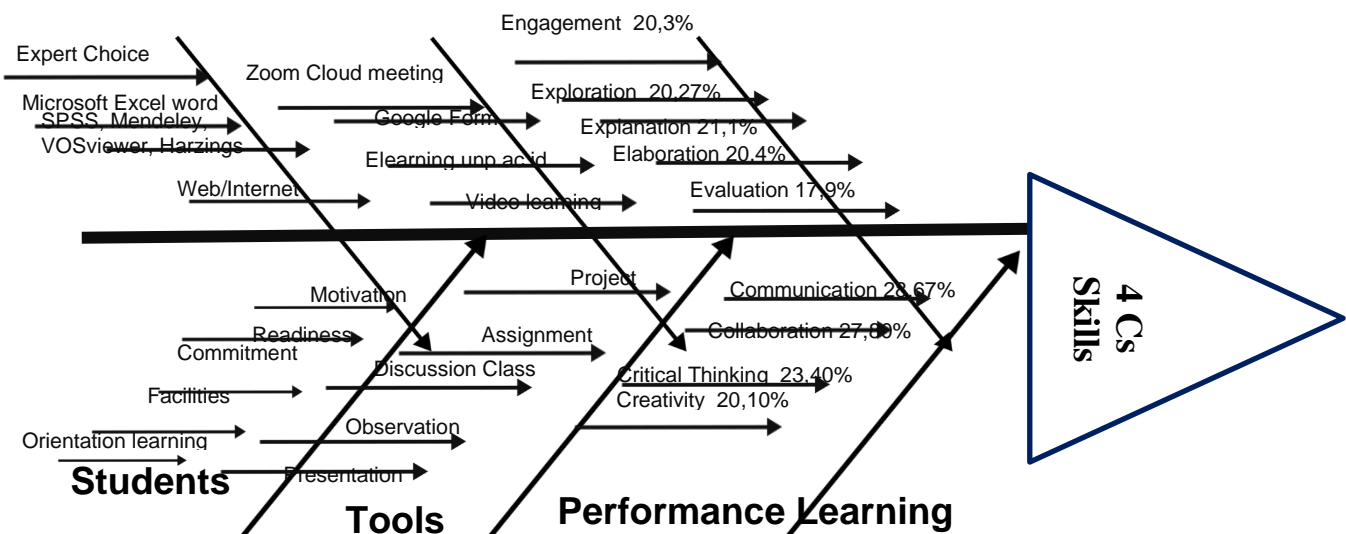 Engagement 20,3%
Expert Choice
Zoom Cloud meeting
Exploration 20,27%
Microsoft Excel word
SPSS, Mendeley,
Google Form
Explanation 21,1%
VOSviewer, Harzings
Elearning unp ac id
Elaboration 20.4%
Web/Internet
Video learning
Evaluation 17,9%
Project
Communication 28,67%
Motivation
Readiness
Assignment
Collaboration 27,80%
Commitment
Discussion Class
Critical Thinking 23,40%
Facilities
Creativity 20,10%
Orientation learning
Observation
Students
Presentation
Tools
Performance Learning
4 Cs
Skills